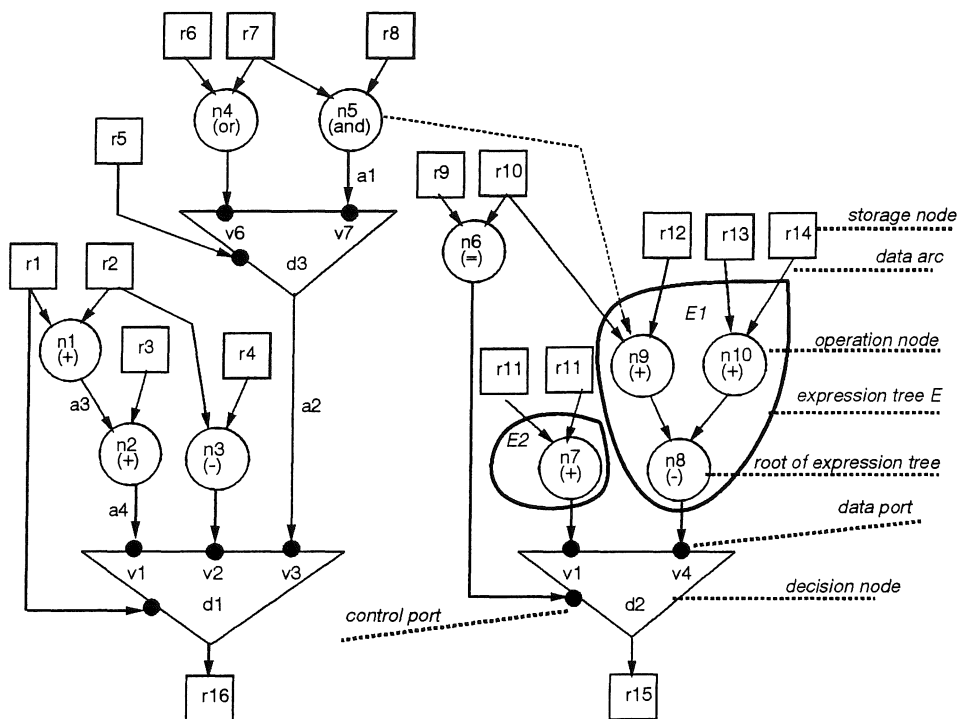 r6
r7
r8
n4
(or)
n5
(and)
r5
a1
r9
r10
v6
v7
n6
(=)
r12
r13
r14
storage node
d3
data arc
r1
r2
E1
n1
(+)
r3
r4
operation node
n9
(+)
n10
(+)
r11
r11
a3
a2
expression tree E
n2
(+)
n3
(-)
E2
n7
(+)
n8
(-)
root of expression tree
a4
data port
v1
v2
v3
v1
v4
d1
d2
decision node
control port
r16
r15